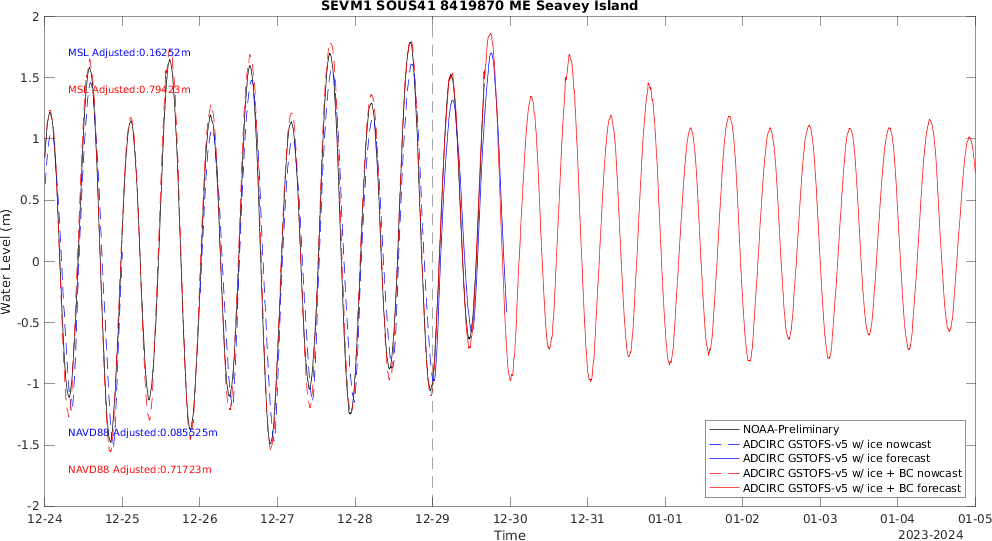 SEVM1 SOUS41 8419870 ME Seavey Island
2
1.5
1
0.5
0
-0.5
-1
-1.5
-2
Water Level (m)
MSL Adjusted:0.16252m
MSL Adjusted:0.79423m
NAVD88 Adjusted:0.085525m
NAVD88 Adjusted:0.71723m
NOAA-Preliminary
ADCIRC GSTOFS-v5 w/ ice nowcast
ADCIRC GSTOFS-v5 w/ ice forecast
ADCIRC GSTOFS-v5 w/ ice + BC nowcast
ADCIRC GSTOFS-v5 w/ ice + BC forecast
12-24 12-25 12-26 12-27 12-28 12-29 12-30 12-31 01-01 01-02 01-03 01-04 01-05
Time
2023-2024